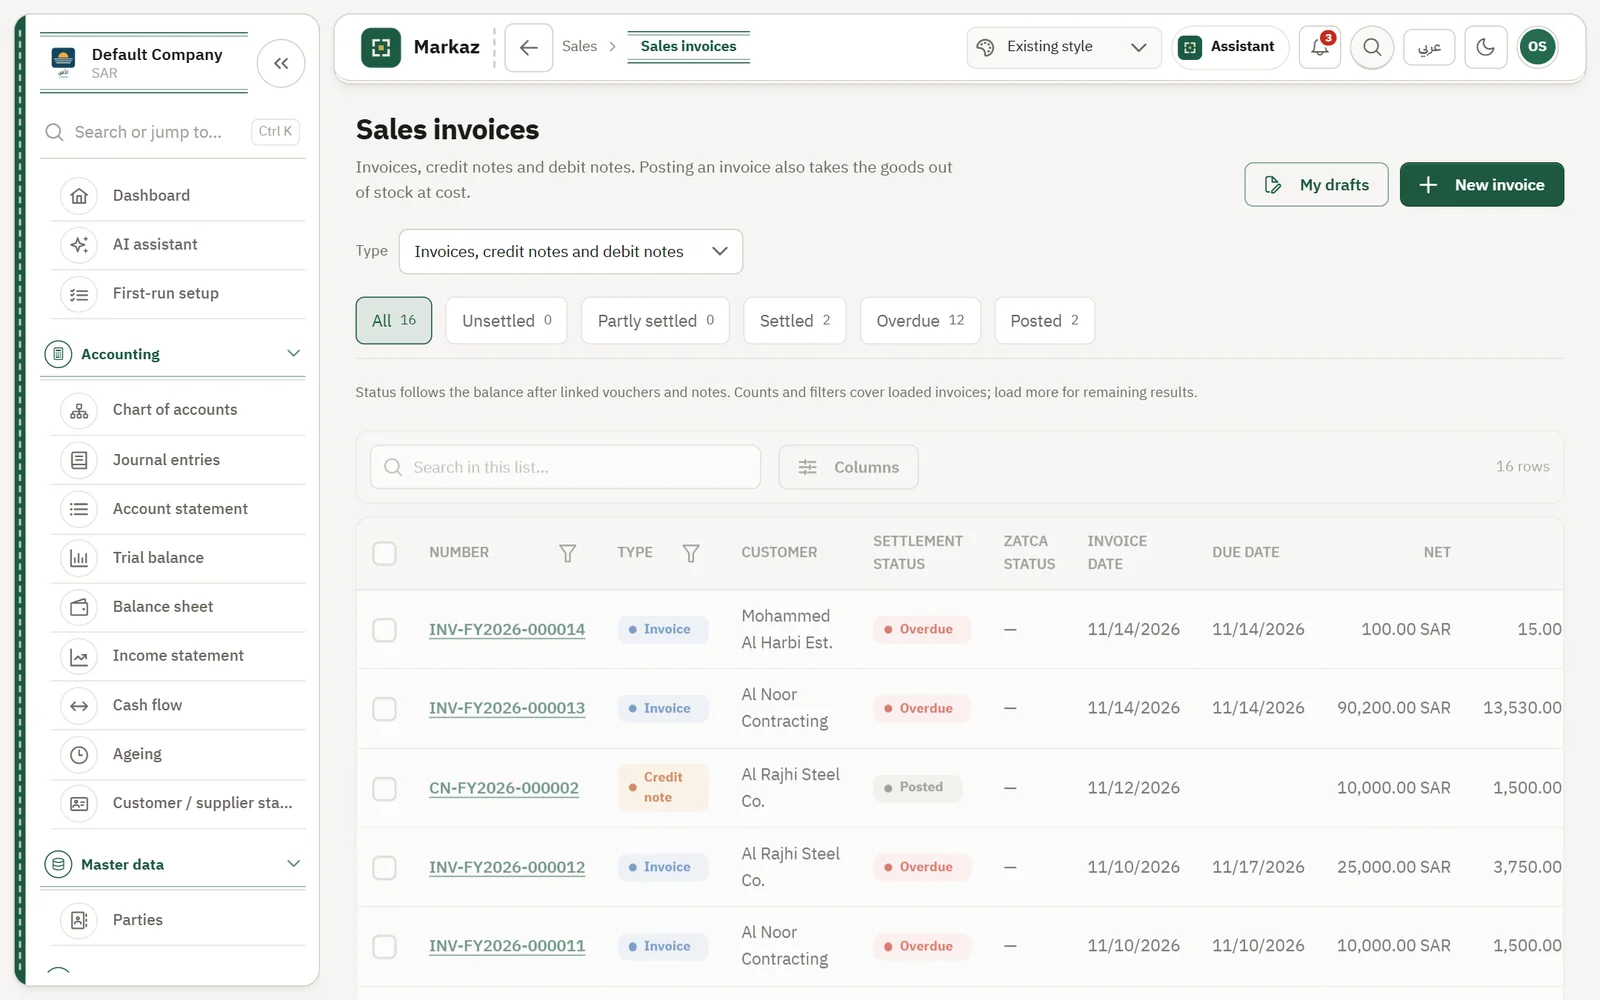 Default Company
SAR
Search or jump to...
Ctrl K
Dashboard
AI assistant
First-run setup
Accounting
Chart of accounts
Journal entries
Account statement
Trial balance
Balance sheet
Income statement
Cash flow
Ageing
Customer / supplier sta...
Master data
Parties
Markaz
Sales
Sales invoices
Existing style
Assistant
3
عربي
OS
Sales invoices
Invoices, credit notes and debit notes. Posting an invoice also takes the goods out
of stock at cost.
My drafts
New invoice
Type
Invoices, credit notes and debit notes
All 16
Unsettled 0
Partly settled 0
Settled 2
Overdue 12
Posted 2
Status follows the balance after linked vouchers and notes. Counts and filters cover loaded invoices; load more for remaining results.
Search in this list...
Columns
16 rows
NUMBER
TYPE
CUSTOMER
SETTLEMENT
STATUS
ZATCA
STATUS
INVOICE
DATE
DUE DATE
NET
INV-FY2026-000014
Invoice
Mohammed
Al Harbi Est.
Overdue
—
11/14/2026
11/14/2026
100.00 SAR
15.00
INV-FY2026-000013
Invoice
Al Noor
Contracting
Overdue
—
11/14/2026
11/14/2026
90,200.00 SAR
13,530.00
CN-FY2026-000002
Credit
note
Al Rajhi Steel
Co.
Posted
—
11/12/2026
10,000.00 SAR
1,500.00
INV-FY2026-000012
Invoice
Al Rajhi Steel
Co.
Overdue
—
11/10/2026
11/17/2026
25,000.00 SAR
3,750.00
INV-FY2026-000011
Invoice
Al Noor
Contracting
Overdue
—
11/10/2026
11/10/2026
10,000.00 SAR
1,500.00